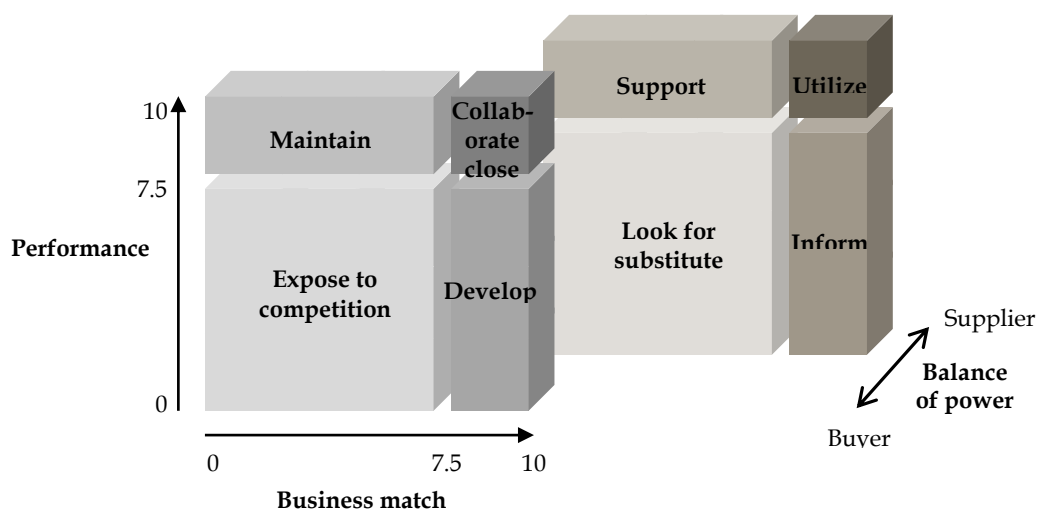 Support
Utilize
10
Maintain
Collab-
orate
close
7.5
Performance
Look for
substitute
Inform
Expose to
competition
Develop
Supplier
Balance
of power
0
Buyer
0
7.5
10
Business match